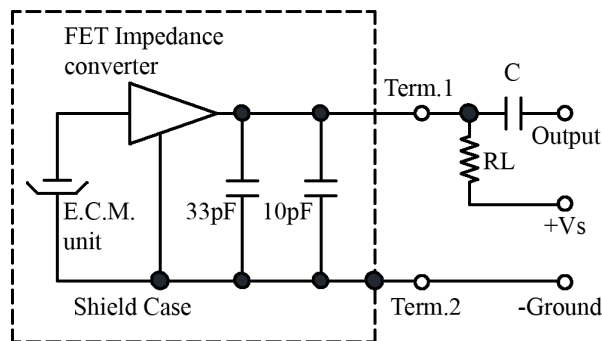 FET Impedance
converter
Term.1
C
Output
RL
E.C.M.
unit
33pF
10pF
+Vs
Shield Case
Term.2
-Ground